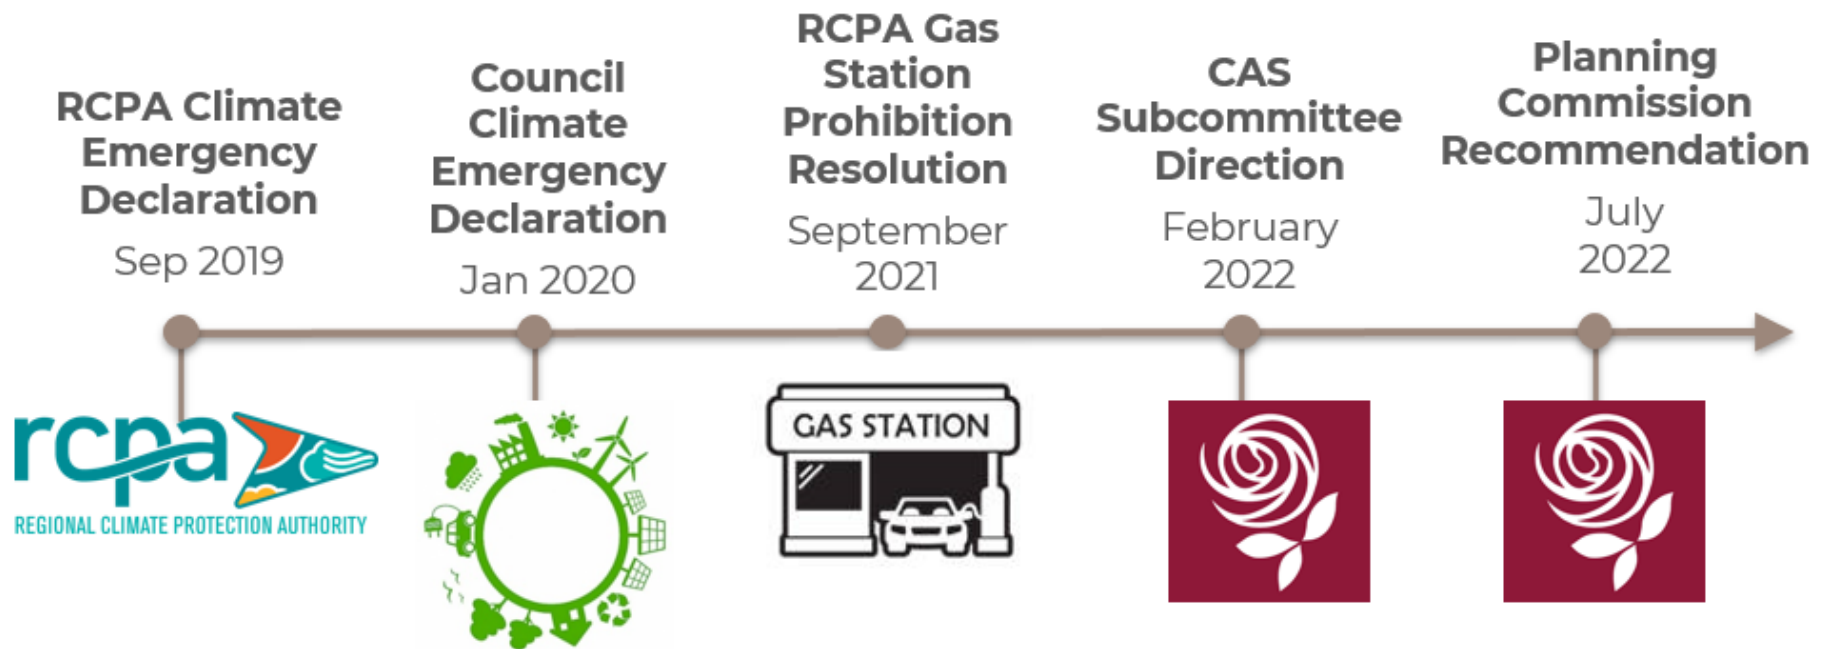 RCPA Climate
Emergency
Declaration
Sep 2019
Council
Climate
Emergency
Declaration
Jan 2020
RCPA Gas
Station
Prohibition
Resolution
September
2021
CAS
Subcommittee
Direction
February
2022
Planning
Commission
Recommendation
July
2022
rcpa
REGIONAL CLIMATE PROTECTION AUTHORITY
GAS STATION